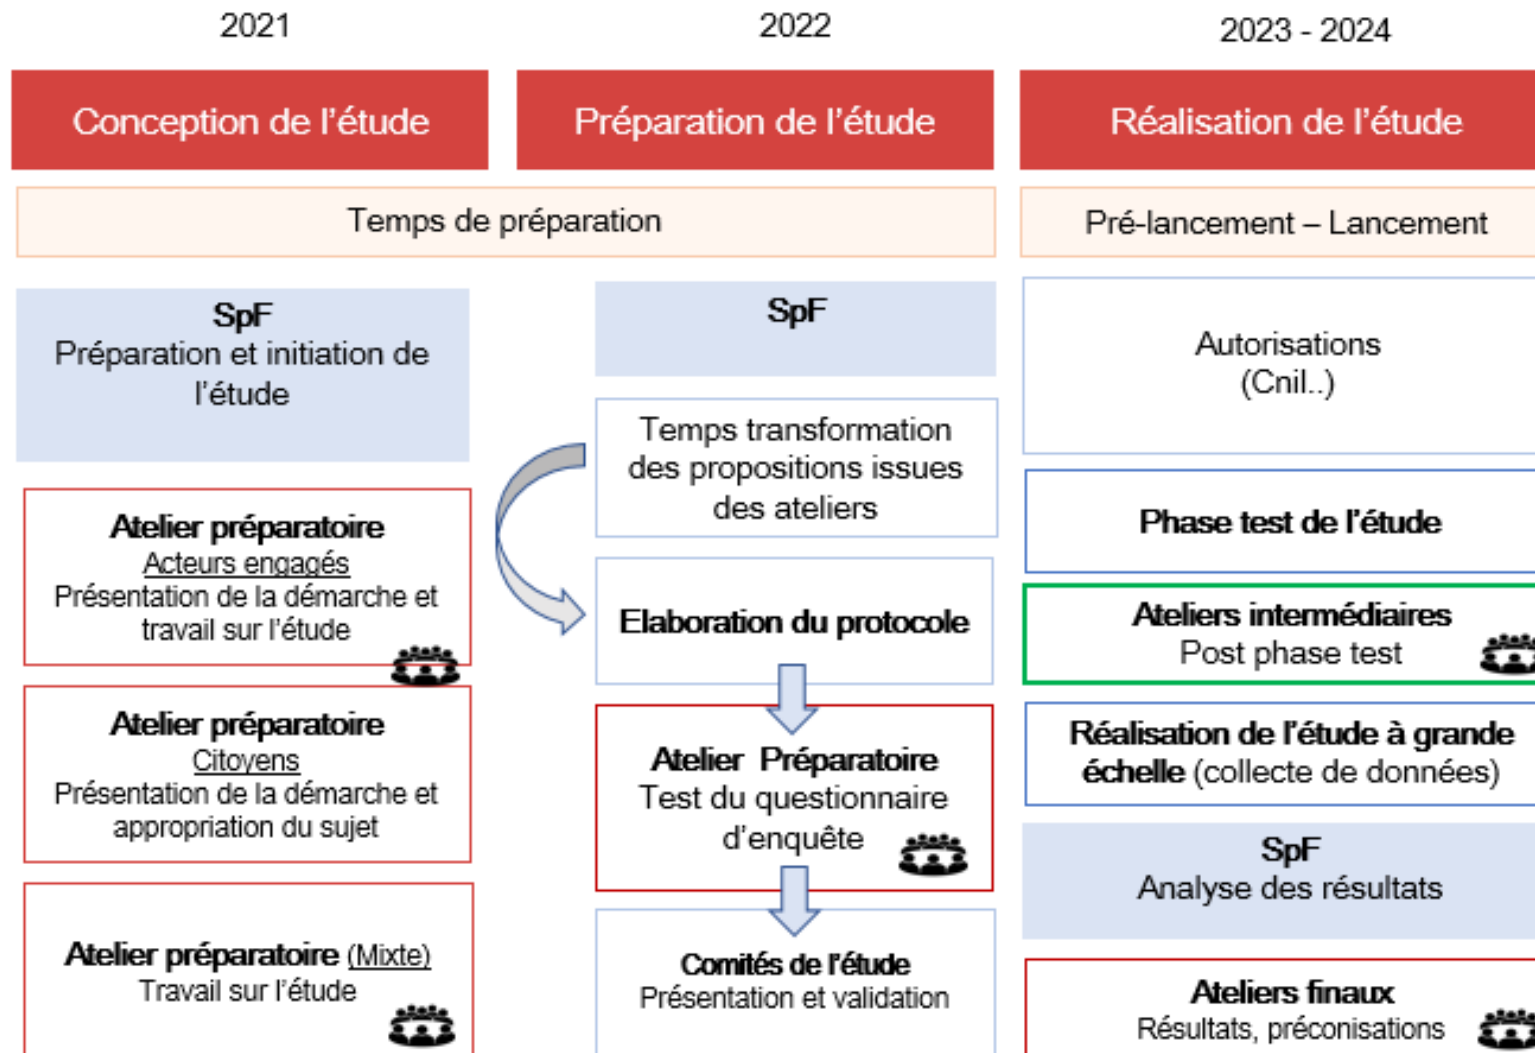 2021
2022
2023 - 2024
Conception de l'étude
Préparation de l'étude
Réalisation de l'étude
Temps de préparation
Pré-lancement – Lancement
SpF
Préparation et initiation de
l'étude
Atelier préparatoire
Acteurs engagés
Présentation de la démarche et
travail sur l'étude
Atelier préparatoire
Citoyens
Présentation de la démarche et
appropriation du sujet
Atelier préparatoire (Mixte)
Travail sur l'étude
SpF
Temps transformation
des propositions issues
des ateliers
Elaboration du protocole
Atelier Préparatoire
Test du questionnaire
d'enquête
Comités de l'étude
Présentation et validation
Autorisations
(Cnil..)
Phase test de l'étude
Ateliers intermédiaires
Post phase test
Réalisation de l'étude à grande
échelle (collecte de données)
SpF
Analyse des résultats
Ateliers finaux
Résultats, préconisations